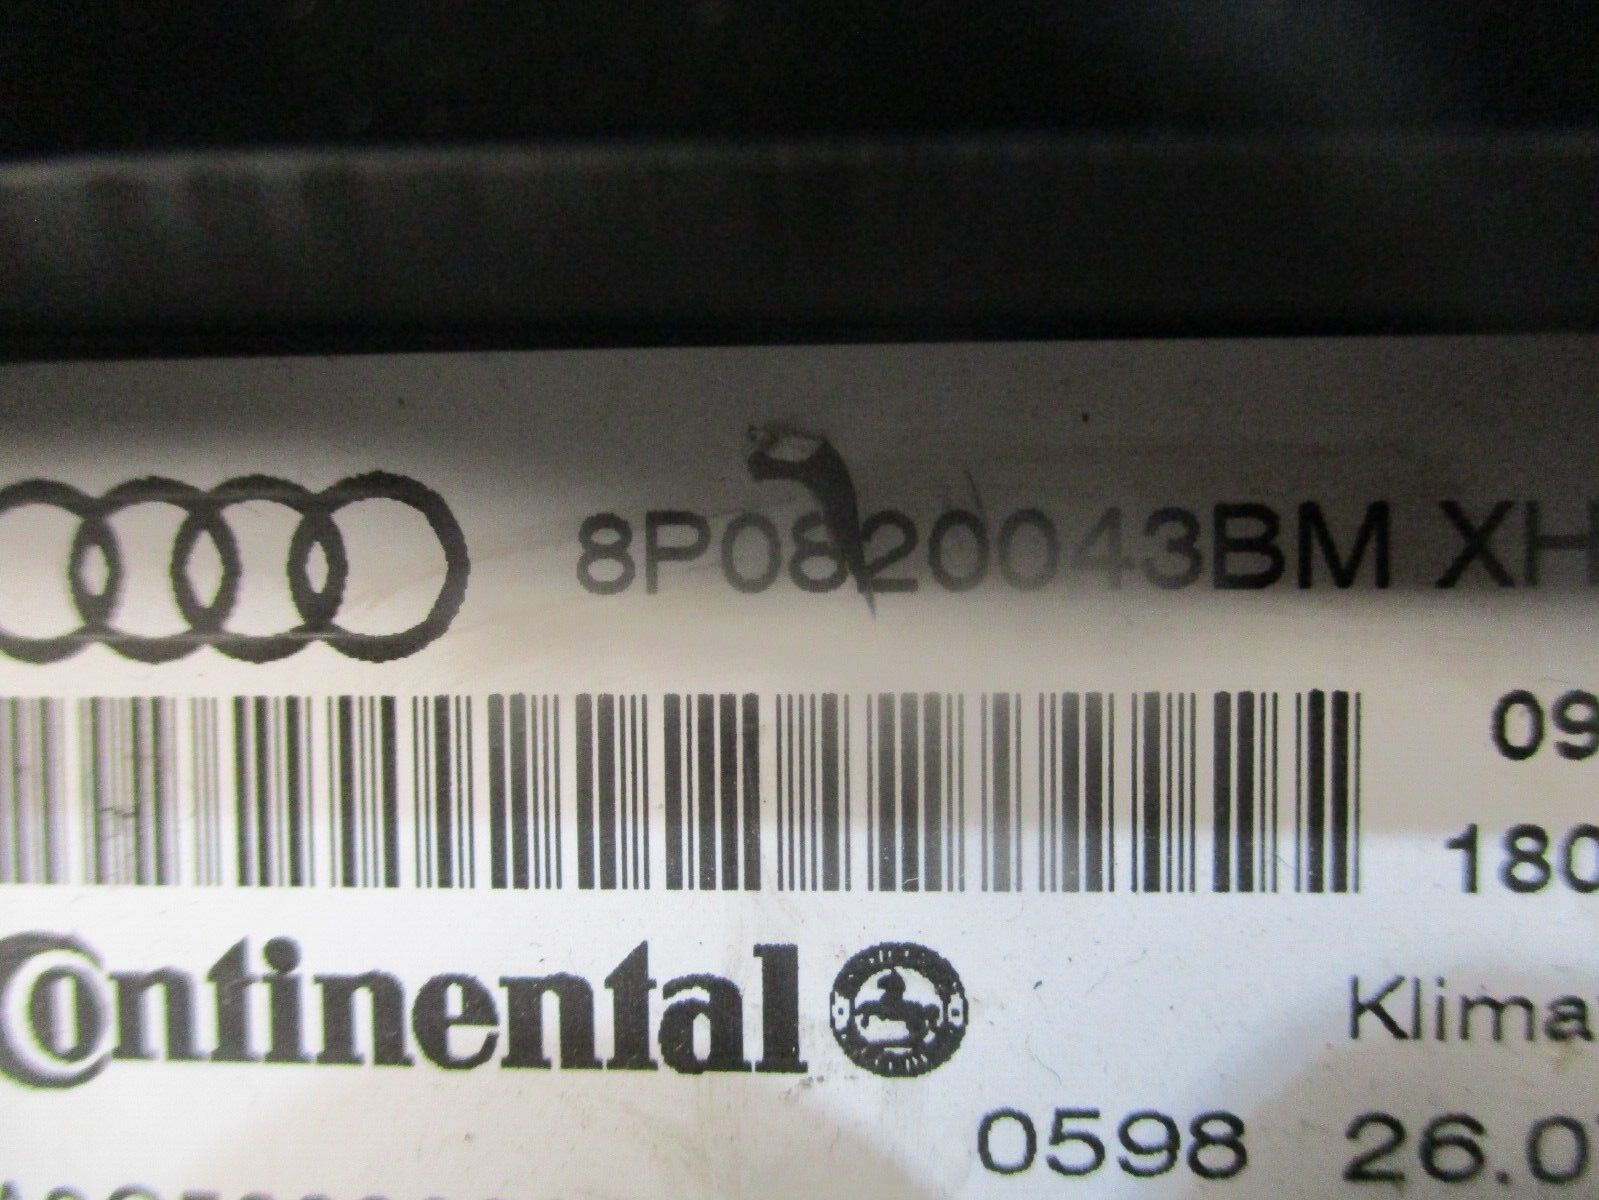 8P0820043BM XH
09
180
Continental
Klima
0598 26.0